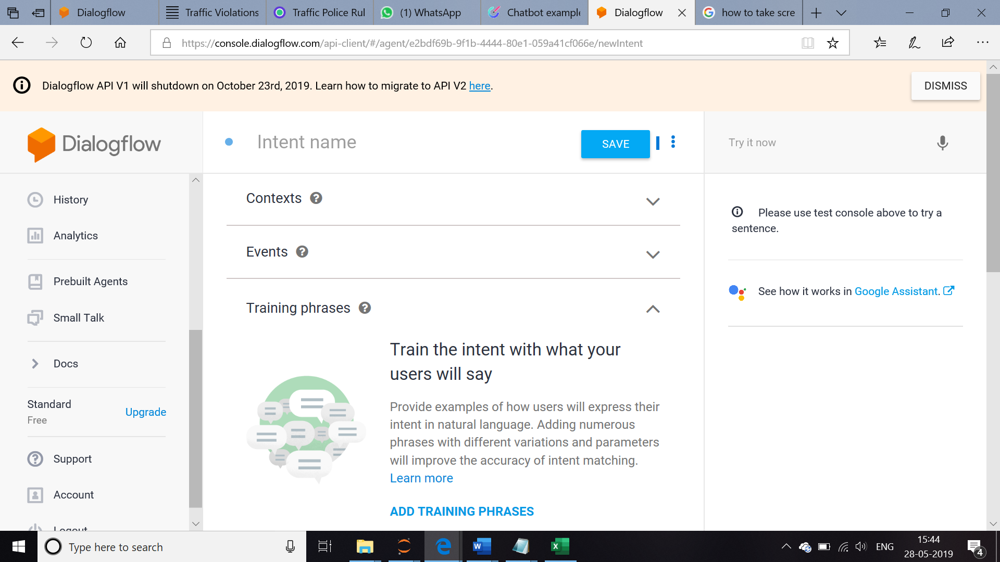 Dialogflow
Traffic Violations
Traffic Police Rul
(1) WhatsApp
Chatbot example
Dialogflow
how to take scre
https://console.dialogflow.com/api-client/#/agent/e2bdf69b-9f1b-4444-80e1-059a41cf066e/newIntent
Dialogflow API V1 will shutdown on October 23rd, 2019. Learn how to migrate to API V2 here.
DISMISS
Dialogflow
Intent name
SAVE
Try it now
History
Analytics
Prebuilt Agents
Small Talk
Docs
Standard
Free
Upgrade
Support
Account
Logout
Contexts
Events
Training phrases
Train the intent with what your
users will say
Provide examples of how users will express their
intent in natural language. Adding numerous
phrases with different variations and parameters
will improve the accuracy of intent matching.
Learn more
ADD TRAINING PHRASES
Please use test console above to try a
sentence.
See how it works in Google Assistant.
Type here to search
ENG
15:44
28-05-2019
4